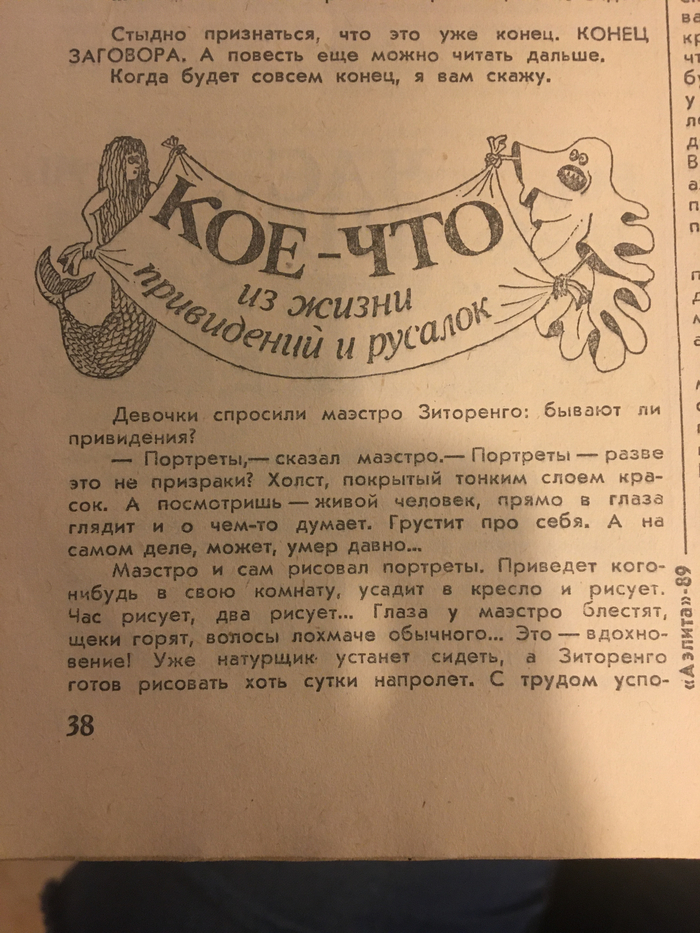 Стыдно признаться, что это уже конец. КОНЕЦ
ЗАГОВОРА. А повесть еще можно читать дальше.
Когда будет совсем конец, я вам скажу.
КОЕ-ЧТО
из жизни
привидений и русалок
Девочки спросили маэстро Зиторенго: бывают ли
привидения?
— Портреты,— сказал маэстро.— Портреты — разве
это не призраки? Холст, покрытый тонким слоем кра-
сок. А посмотришь — живой человек, прямо в глаза
глядит и о чем-то думает. Грустит про себя. А на
самом деле, может, умер давно...
Маэстро и сам рисовал портреты. Приведет кого-
нибудь в свою комнату, усадит в кресло и рисует.
Час рисует, два рисует... Глаза у маэстро блестят,
щеки горят, волосы лохмаче обычного... Это — вдохно-
вение! Уже натурщик устанет сидеть, а Зиторенго
готов рисовать хоть сутки напролет. С трудом успо-
38
«Аэлита»-89